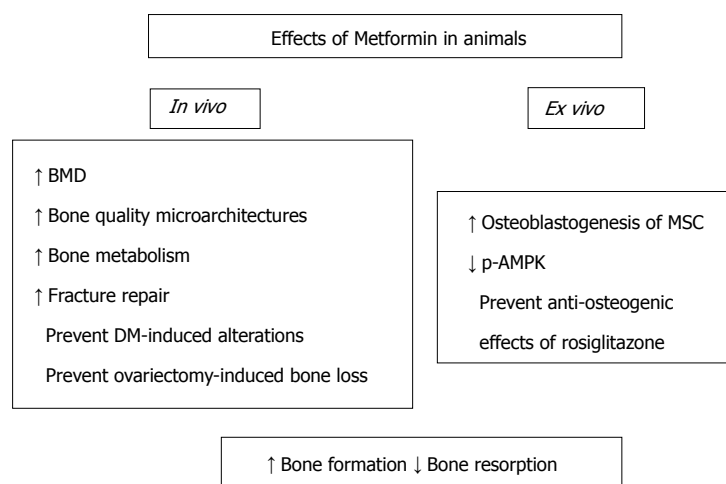 Effects of Metformin in animals
In vivo
Ex vivo
↑ BMD
↑ Bone quality microarchitectures
↑ Bone metabolism
↑ Fracture repair
Prevent DM-induced alterations
Prevent ovariectomy-induced bone loss
↑ Osteoblastogenesis of MSC
↓ p-AMPK
Prevent anti-osteogenic
effects of rosiglitazone
↑ Bone formation ↓ Bone resorption